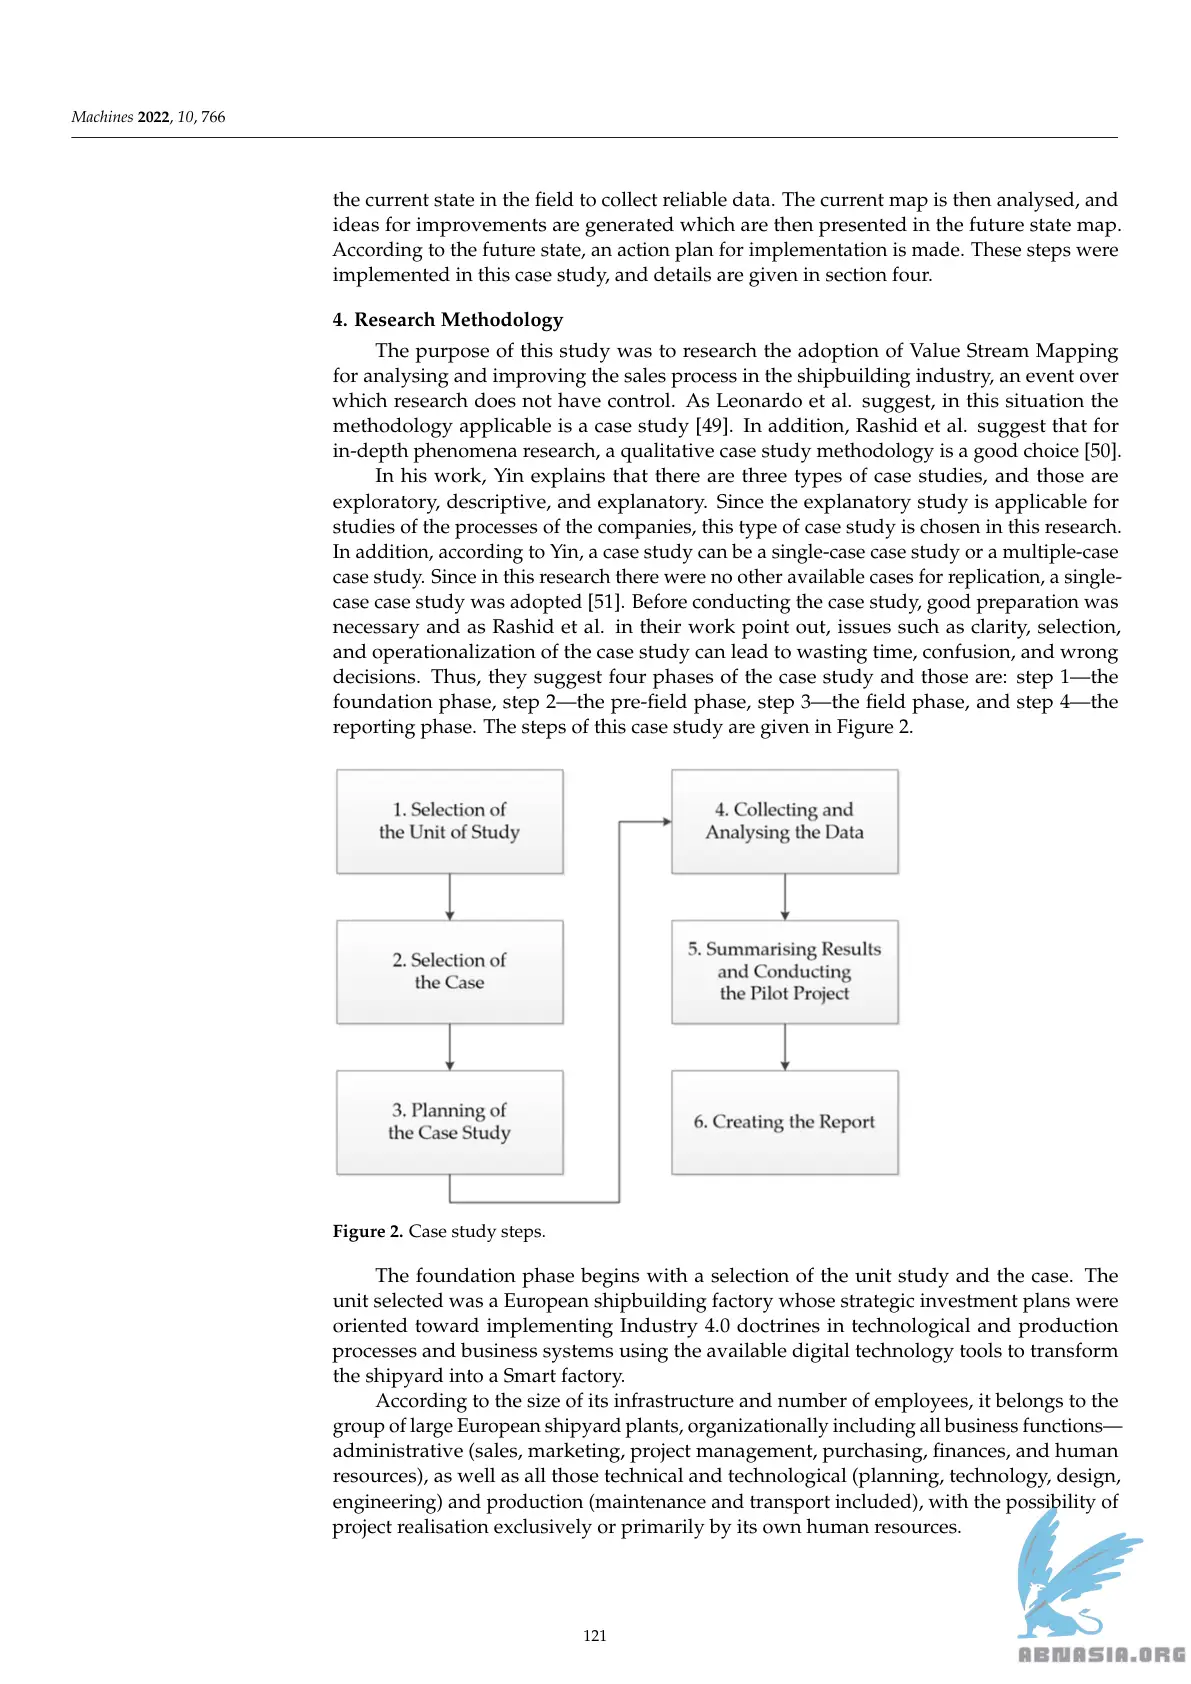 Machines 2022, 10, 766
the current state in the field to collect reliable data. The current map is then analysed, and
ideas for improvements are generated which are then presented in the future state map.
According to the future state, an action plan for implementation is made. These steps were
implemented in this case study, and details are given in section four.
4. Research Methodology
The purpose of this study was to research the adoption of Value Stream Mapping
for analysing and improving the sales process in the shipbuilding industry, an event over
which research does not have control. As Leonardo et al. suggest, in this situation the
methodology applicable is a case study [49]. In addition, Rashid et al. suggest that for
in-depth phenomena research, a qualitative case study methodology is a good choice [50].
In his work, Yin explains that there are three types of case studies, and those are
exploratory, descriptive, and explanatory. Since the explanatory study is applicable for
studies of the processes of the companies, this type of case study is chosen in this research.
In addition, according to Yin, a case study can be a single-case case study or a multiple-case
case study. Since in this research there were no other available cases for replication, a single-
case case study was adopted [51]. Before conducting the case study, good preparation was
necessary and as Rashid et al. in their work point out, issues such as clarity, selection,
and operationalization of the case study can lead to wasting time, confusion, and wrong
decisions. Thus, they suggest four phases of the case study and those are: step 1—the
foundation phase, step 2—the pre-field phase, step 3—the field phase, and step 4—the
reporting phase. The steps of this case study are given in Figure 2.
1. Selection of
the Unit of Study
2. Selection of
the Case
3. Planning of
the Case Study
4. Collecting and
Analysing the Data
5. Summarising Results
and Conducting
the Pilot Project
6. Creating the Report
Figure 2. Case study steps.
The foundation phase begins with a selection of the unit study and the case. The
unit selected was a European shipbuilding factory whose strategic investment plans were
oriented toward implementing Industry 4.0 doctrines in technological and production
processes and business systems using the available digital technology tools to transform
the shipyard into a Smart factory.
According to the size of its infrastructure and number of employees, it belongs to the
group of large European shipyard plants, organizationally including all business functions—
administrative (sales, marketing, project management, purchasing, finances, and human
resources), as well as all those technical and technological (planning, technology, design,
engineering) and production (maintenance and transport included), with the possibility of
project realisation exclusively or primarily by its own human resources.
121
ABNASIA.ORG